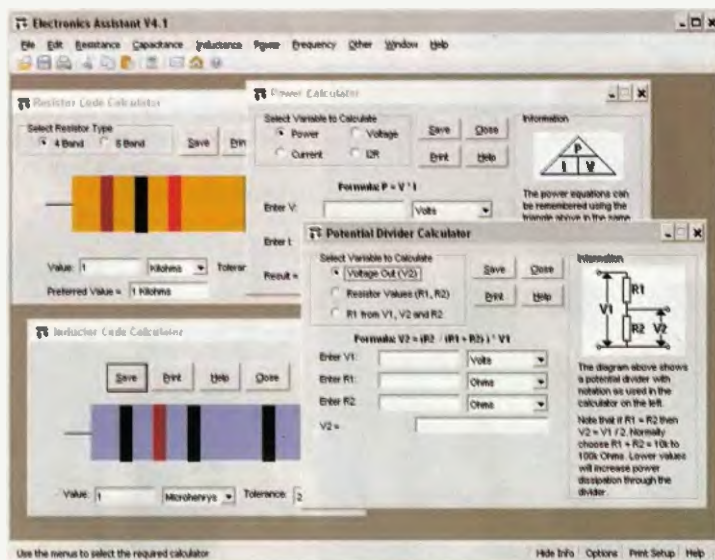 Electronics Assistant V4.1
File Edit Resistance Capacitance Inductance Power Frequency Other Window Help
Resistor Code Calculator
Select Resistor Type
4 Band 6 Band
Save
Value: 1 Kilohms
Preferred Value = 1 Kilohms
Power Calculator
Select Variable to Calculate
Power Voltage
Current I2R
Save Close
Print Help
Formula: P = V * I
Enter V: Volts
Enter I:
Result =
Information
P
I V
The power equations can
be remembered using the
triangle above in the same
Potential Divider Calculator
Select Variable to Calculate
Voltage Out (V2)
Resistor Values (R1, R2)
R1 from V1, V2 and R2
Save Close
Print Help
Formula: V2 = (R2 / (R1 + R2)) * V1
Enter V1: Volts
Enter R1: Ohms
Enter R2: Ohms
V2 =
Information
R1
V1 R2 V2
The diagram above shows
a potential divider with
notation as used in the
calculator on the left.
Note that if R1 = R2 then
V2 = V1 / 2. Normally
choose R1 + R2 = 10k to
100k Ohms. Lower values
will increase power
dissipation through the
divider.
Inductor Code Calculator
Save Print Help Close
Value: 1 Microhenrys Tolerance: 2
Use the menus to select the required calculator
Hide Info Options Print Setup Help